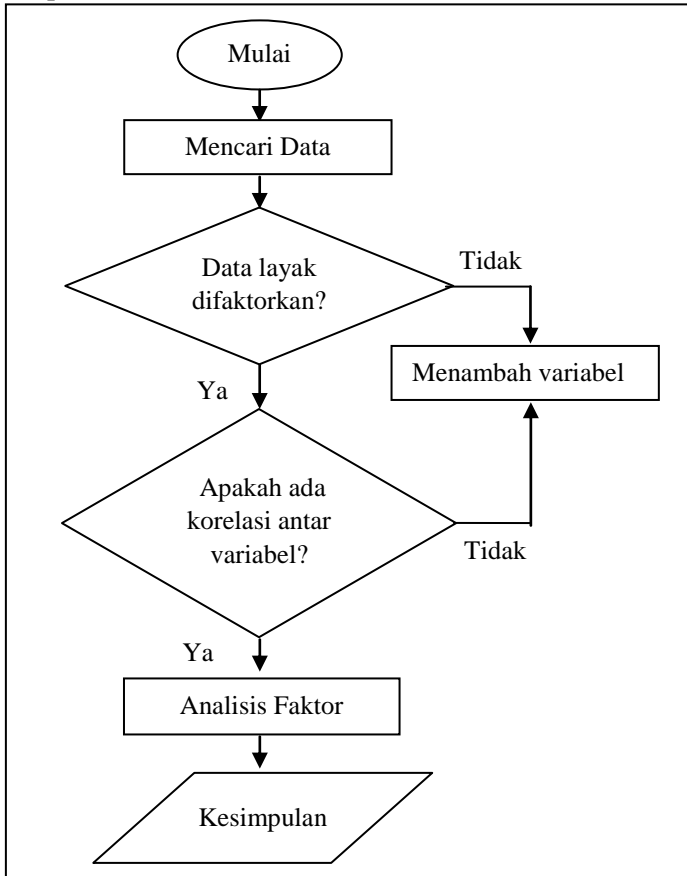 Mulai
Mencari Data
Data layak
difaktorkan?
Tidak
Menambah variabel
Ya
Apakah ada
korelasi antar
variabel?
Tidak
Ya
Analisis Faktor
Kesimpulan